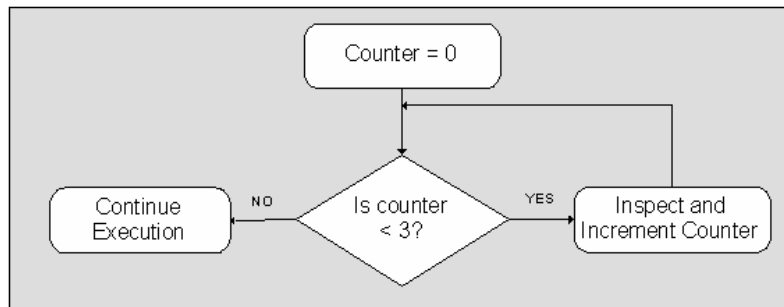 Counter = 0
Is counter
< 3?
NO
YES
Continue
Execution
Inspect and
Increment Counter